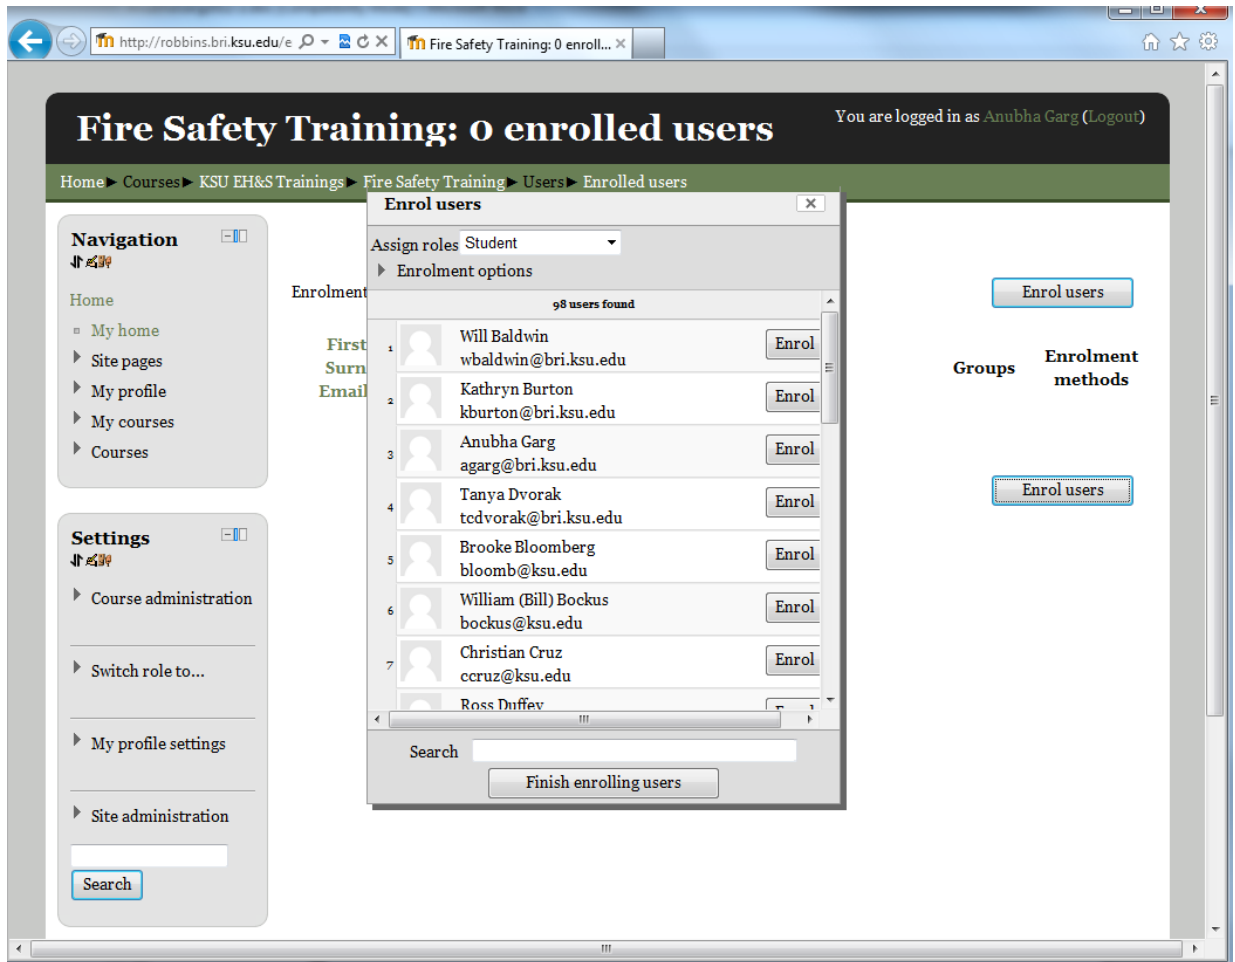 http://robbins.bri.ksu.edu/e
Fire Safety Training: 0 enroll...
Fire Safety Training: 0 enrolled users
You are logged in as Anubha Garg (Logout)
Home ► Courses ► KSU EH&S Trainings ► Fire Safety Training ► Users ► Enrolled users
Navigation
Home
My home
Site pages
My profile
My courses
Courses
Settings
Course administration
Switch role to...
My profile settings
Site administration
Search
Enrolment
First
Surn
Email
Enrol users
Assign roles Student
Enrolment options
98 users found
1 Will Baldwin
wbaldwin@bri.ksu.edu
Enrol
2 Kathryn Burton
kburton@bri.ksu.edu
Enrol
3 Anubha Garg
agarg@bri.ksu.edu
Enrol
4 Tanya Dvorak
tcdvorak@bri.ksu.edu
Enrol
5 Brooke Bloomberg
bloomb@ksu.edu
Enrol
6 William (Bill) Bockus
bockus@ksu.edu
Enrol
7 Christian Cruz
ccruz@ksu.edu
Enrol
Ross Duffey
Search
Finish enrolling users
Enrol users
Groups
Enrolment
methods
Enrol users